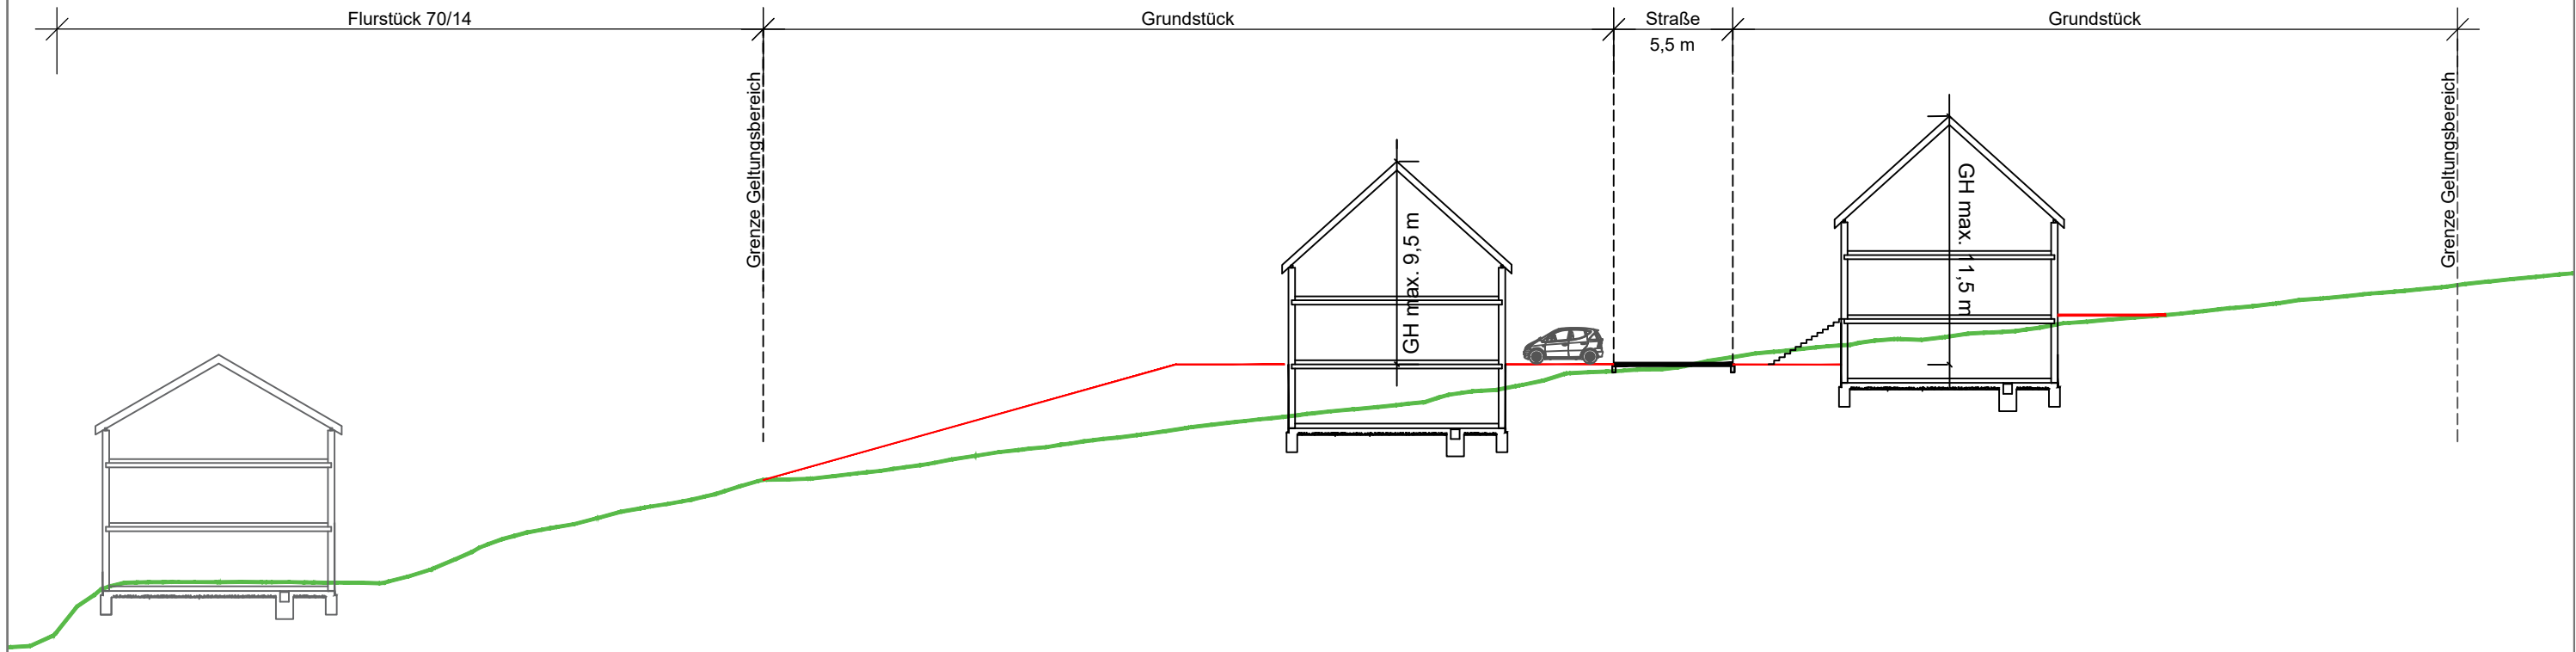 Flurstück 70/14
Grundstück
Straße
5,5 m
Grundstück
Grenze Geltungsbereich
GH max. 9,5 m
GH max. 11,5 m
Grenze Geltungsbereich